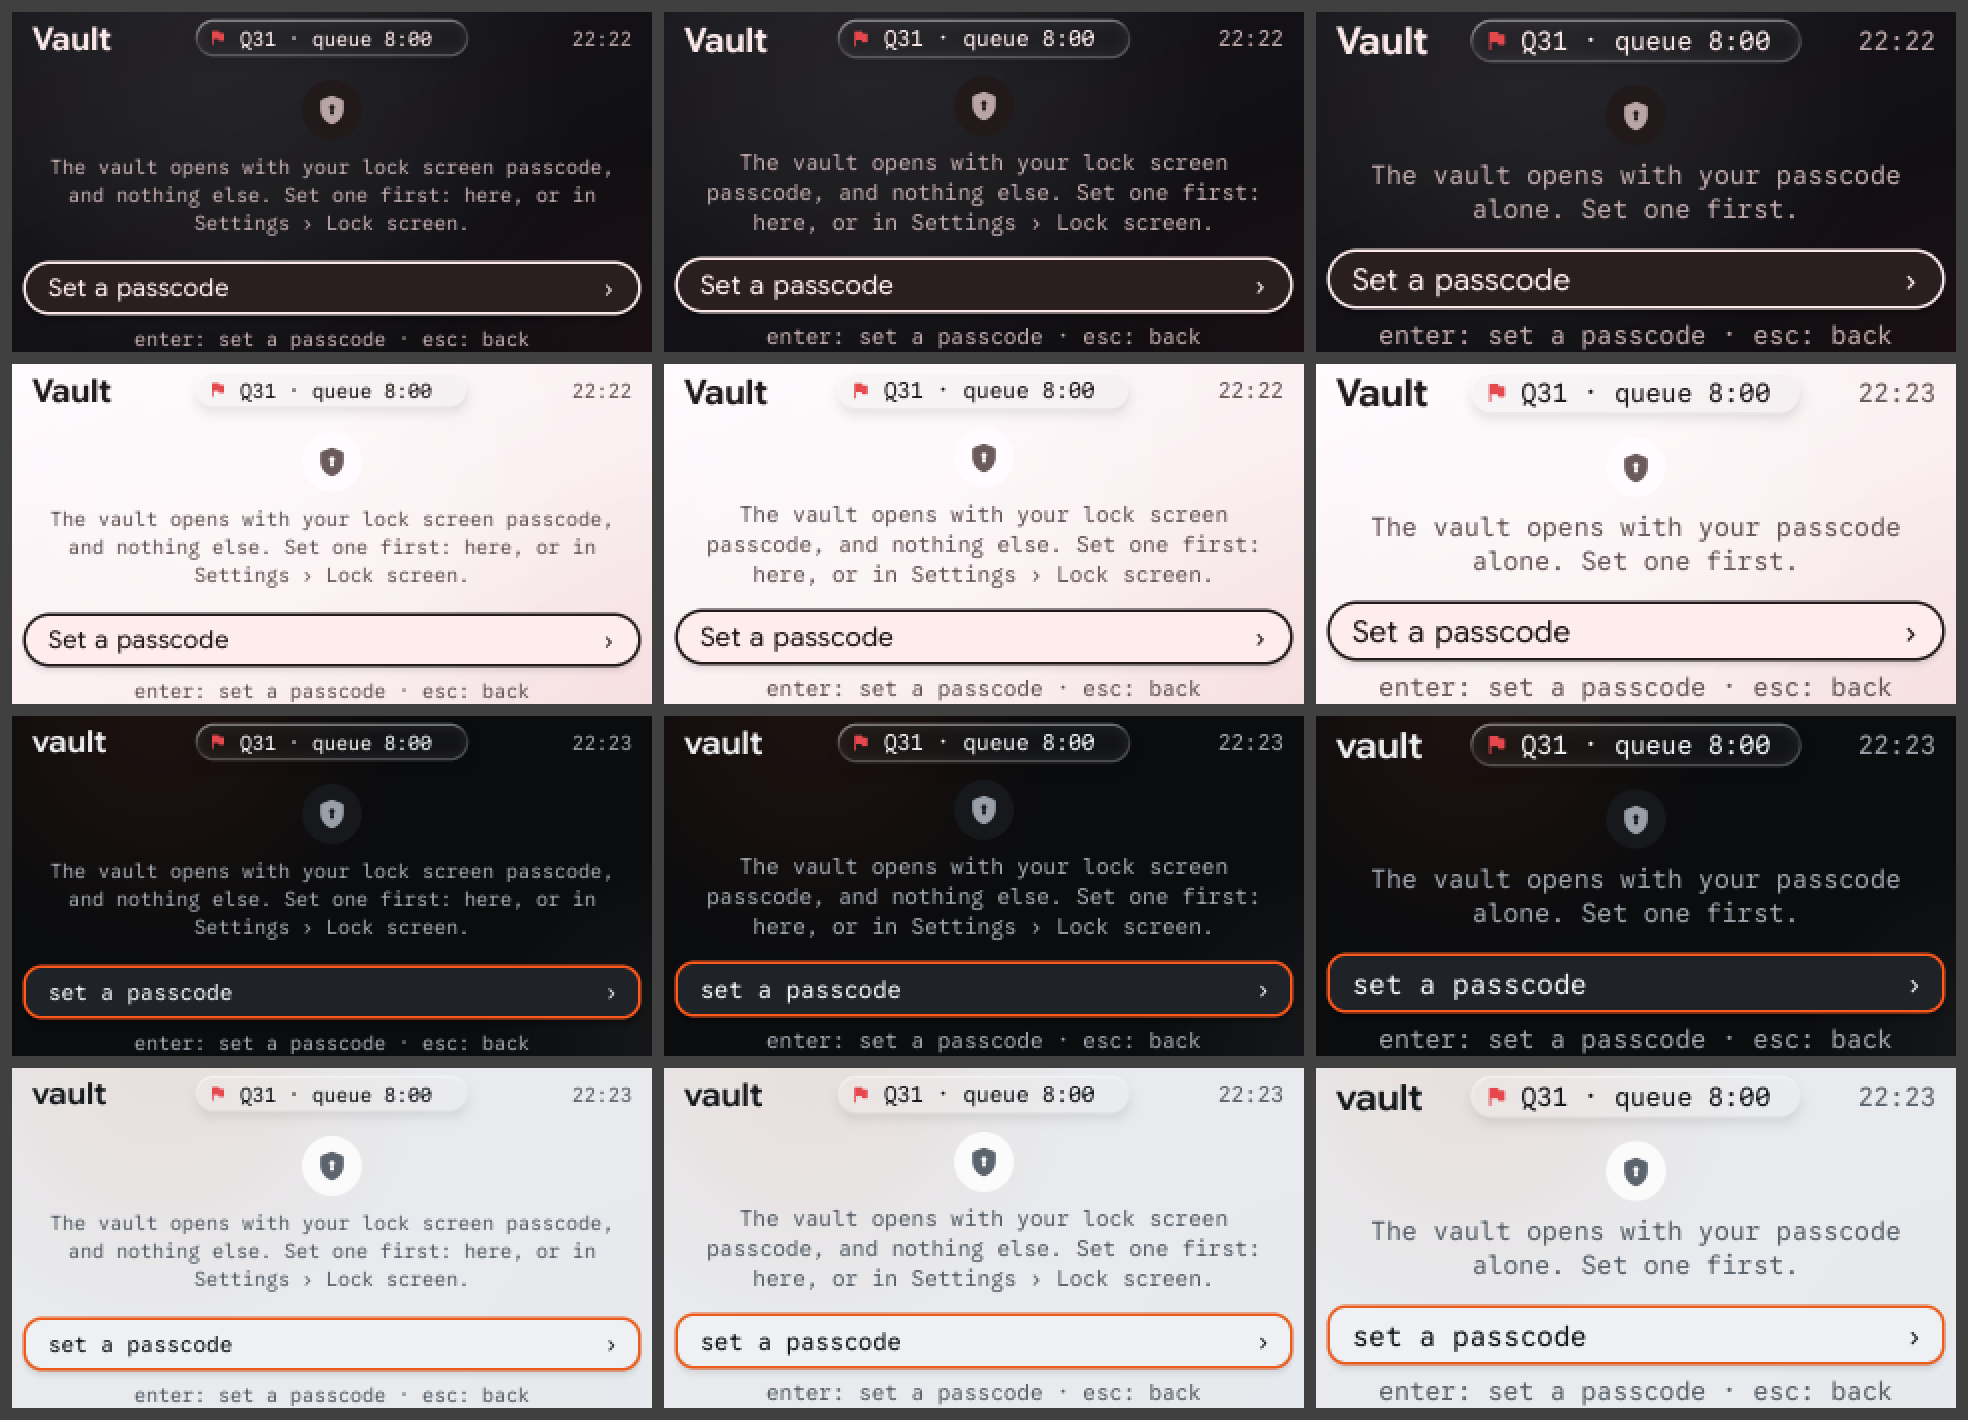 Vault
Q31 · queue 8:00
22:22
The vault opens with your lock screen passcode,
and nothing else. Set one first: here, or in
Settings › Lock screen.
Set a passcode ›
enter: set a passcode · esc: back
Vault
Q31 · queue 8:00
22:22
The vault opens with your lock screen
passcode, and nothing else. Set one first:
here, or in Settings › Lock screen.
Set a passcode ›
enter: set a passcode · esc: back
Vault
Q31 · queue 8:00
22:22
The vault opens with your passcode
alone. Set one first.
Set a passcode ›
enter: set a passcode · esc: back
Vault
Q31 · queue 8:00
22:22
The vault opens with your lock screen passcode,
and nothing else. Set one first: here, or in
Settings › Lock screen.
Set a passcode ›
enter: set a passcode · esc: back
Vault
Q31 · queue 8:00
22:22
The vault opens with your lock screen
passcode, and nothing else. Set one first:
here, or in Settings › Lock screen.
Set a passcode ›
enter: set a passcode · esc: back
Vault
Q31 · queue 8:00
22:23
The vault opens with your passcode
alone. Set one first.
Set a passcode ›
enter: set a passcode · esc: back
vault
Q31 · queue 8:00
22:23
The vault opens with your lock screen passcode,
and nothing else. Set one first: here, or in
Settings › Lock screen.
set a passcode ›
enter: set a passcode · esc: back
vault
Q31 · queue 8:00
22:23
The vault opens with your lock screen
passcode, and nothing else. Set one first:
here, or in Settings › Lock screen.
set a passcode ›
enter: set a passcode · esc: back
vault
Q31 · queue 8:00
22:23
The vault opens with your passcode
alone. Set one first.
set a passcode ›
enter: set a passcode · esc: back
vault
Q31 · queue 8:00
22:23
The vault opens with your lock screen passcode,
and nothing else. Set one first: here, or in
Settings › Lock screen.
set a passcode ›
enter: set a passcode · esc: back
vault
Q31 · queue 8:00
22:23
The vault opens with your lock screen
passcode, and nothing else. Set one first:
here, or in Settings › Lock screen.
set a passcode ›
enter: set a passcode · esc: back
vault
Q31 · queue 8:00
22:23
The vault opens with your passcode
alone. Set one first.
set a passcode ›
enter: set a passcode · esc: back